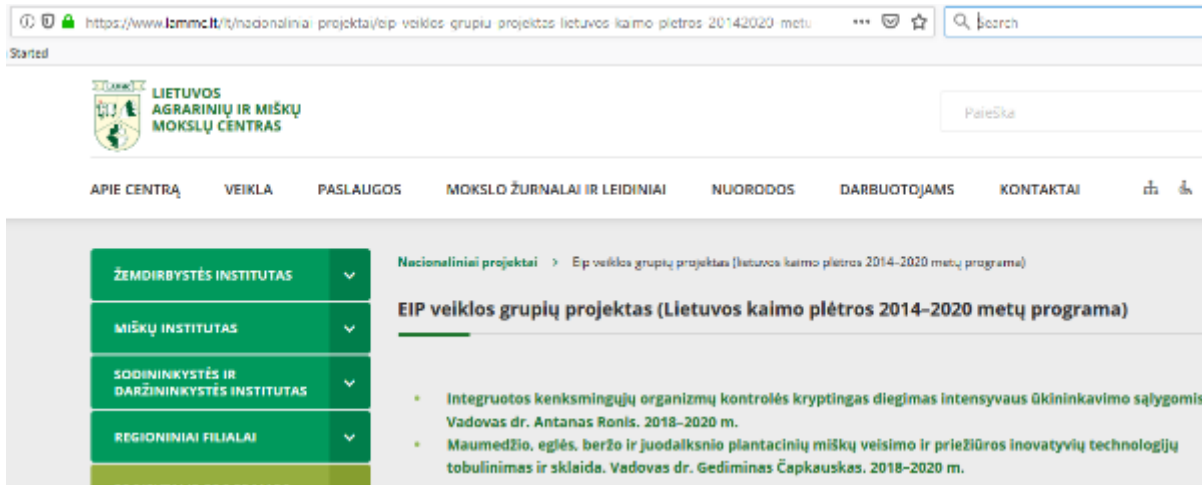 https://www.lammc.lt/lt/nacionaliniai-projektai/eip-veiklos-grupiu-projektas-lietuvos-kaimo-pletros-20142020-metu
Search
Started
LIETUVOS
AGRARINIŲ IR MIŠKŲ
MOKSLŲ CENTRAS
Paieška
APIE CENTRĄ VEIKLA PASLAUGOS MOKSLO ŽURNALAI IR LEIDINIAI NUORODOS DARBUOTOJAMS KONTAKTAI
ŽEMDIRBYSTĖS INSTITUTAS
MIŠKŲ INSTITUTAS
SODININKYSTĖS IR
DARŽININKYSTĖS INSTITUTAS
REGIONINIAI FILIALAI
Nacionaliniai projektai > Eip veiklos grupių projektas (lietuvos kaimo plėtros 2014–2020 metų programa)
EIP veiklos grupių projektas (Lietuvos kaimo plėtros 2014–2020 metų programa)
Integruotos kenksmingųjų organizmų kontrolės kryptingas diegimas intensyvaus ūkininkavimo sąlygomis
Vadovas dr. Antanas Ronis. 2018–2020 m.
Maumedžio, eglės, beržo ir juodalksnio plantacinių miškų veisimo ir priežiūros inovatyvių technologijų
tobulinimas ir sklaida. Vadovas dr. Gediminas Čapkauskas. 2018–2020 m.